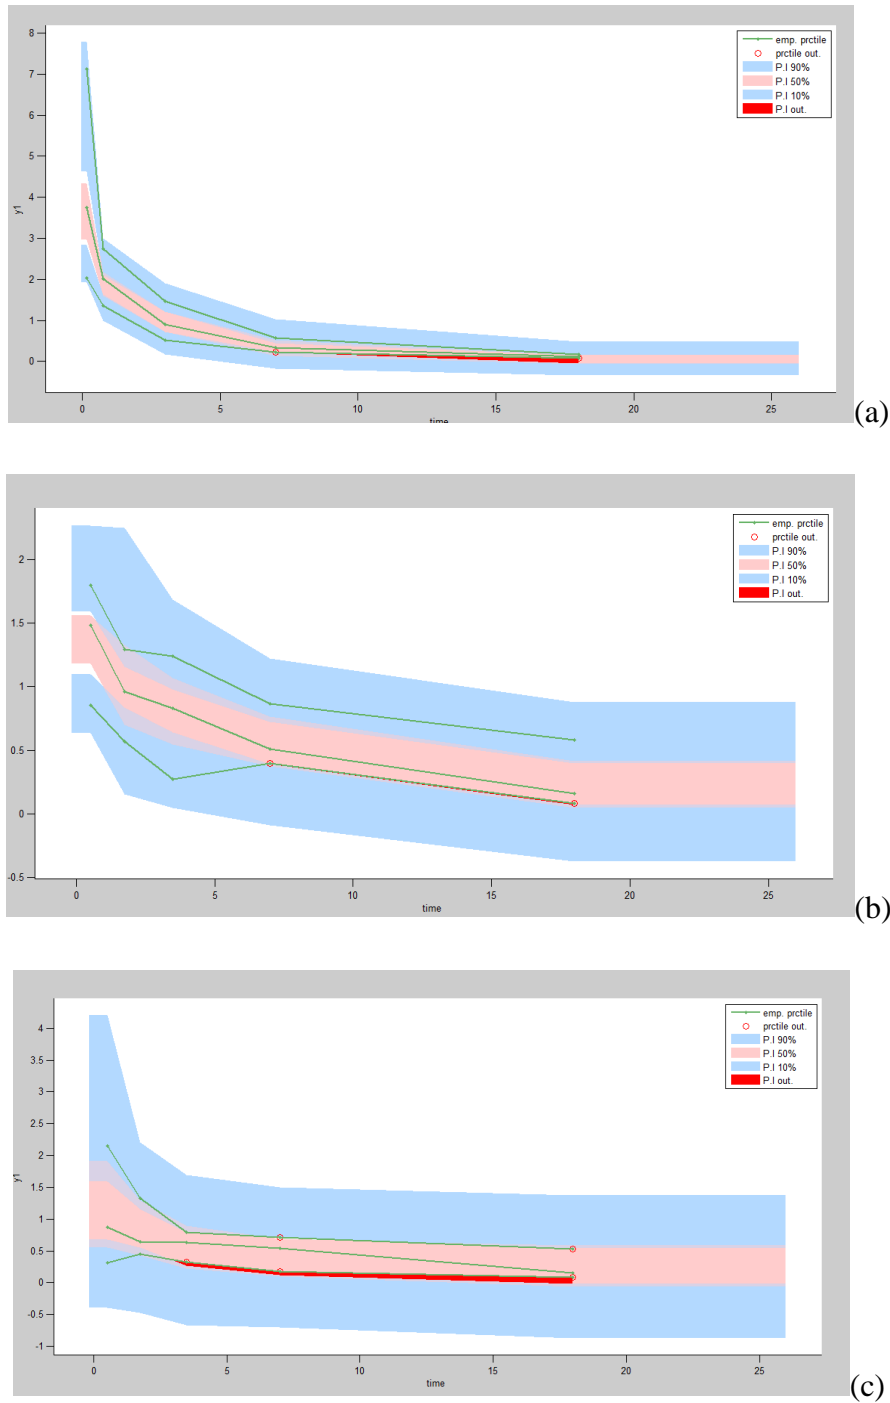 8
7
6
5
4
3
2
1
0
y1
0 5 10 15 20 25
time
emp. prctile
prctile out.
P.I 90%
P.I 50%
P.I 10%
P.I out.
(a)
2
1.5
1
0.5
0
-0.5
0 5 10 15 20 25
time
emp. prctile
prctile out.
P.I 90%
P.I 50%
P.I 10%
P.I out.
(b)
4
3.5
3
2.5
2
1.5
1
0.5
0
-0.5
-1
y1
0 5 10 15 20 25
time
emp. prctile
prctile out.
P.I 90%
P.I 50%
P.I 10%
P.I out.
(c)